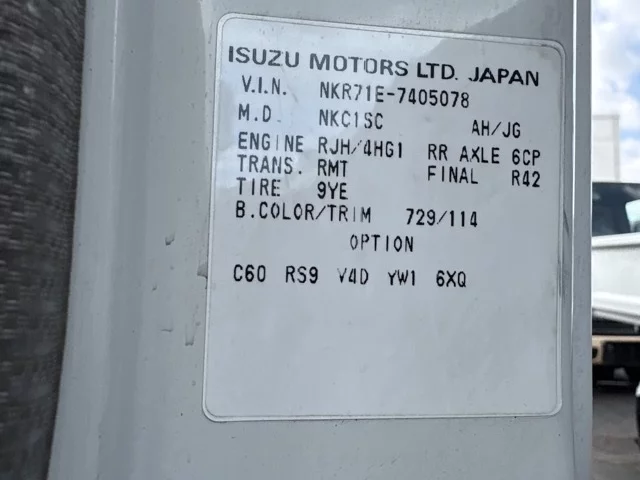 ISUZU MOTORS LTD. JAPAN
V.I.N. NKR71E-7405078
M.D. NKC1SC AH/JG
ENGINE RJH/4HG1 RR AXLE 6CP
TRANS. RMT FINAL R42
TIRE 9YE
B.COLOR/TRIM 729/114
OPTION
C60 RS9 V4D YW1 6XQ